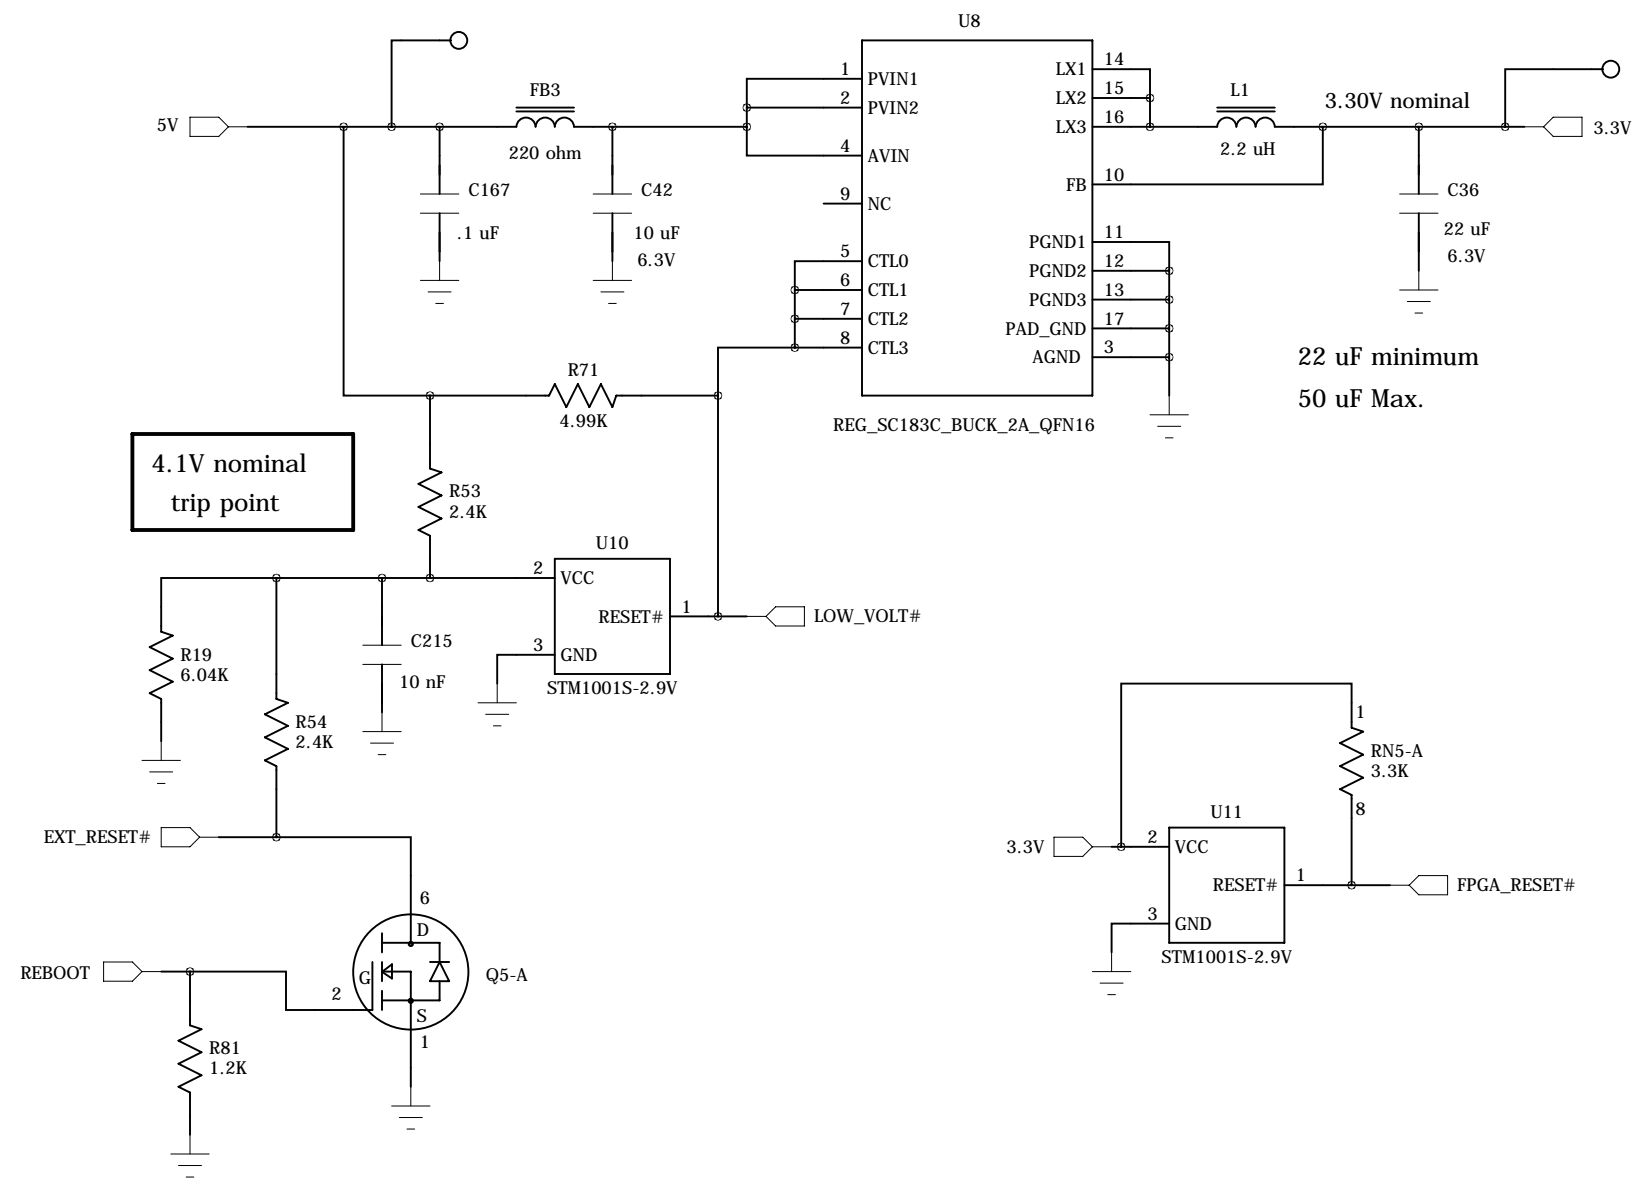 U8
1
PVIN1
2
PVIN2
4
AVIN
9
NC
5
CTL0
6
CTL1
7
CTL2
8
CTL3
LX1
14
LX2
15
LX3
16
FB
10
PGND1
11
PGND2
12
PGND3
13
PAD_GND
17
AGND
3
REG_SC183C_BUCK_2A_QFN16
5V
FB3
220 ohm
C167
.1 uF
C42
10 uF
6.3V
L1
2.2 uH
3.30V nominal
3.3V
C36
22 uF
6.3V
22 uF minimum
50 uF Max.
R71
4.99K
4.1V nominal
trip point
R53
2.4K
U10
2
VCC
RESET#
1
3
GND
STM1001S-2.9V
LOW_VOLT#
R19
6.04K
C215
10 nF
R54
2.4K
EXT_RESET#
6
D
G
S
2
1
Q5-A
REBOOT
R81
1.2K
1
RN5-A
3.3K
8
U11
3.3V
2
VCC
RESET#
1
FPGA_RESET#
3
GND
STM1001S-2.9V